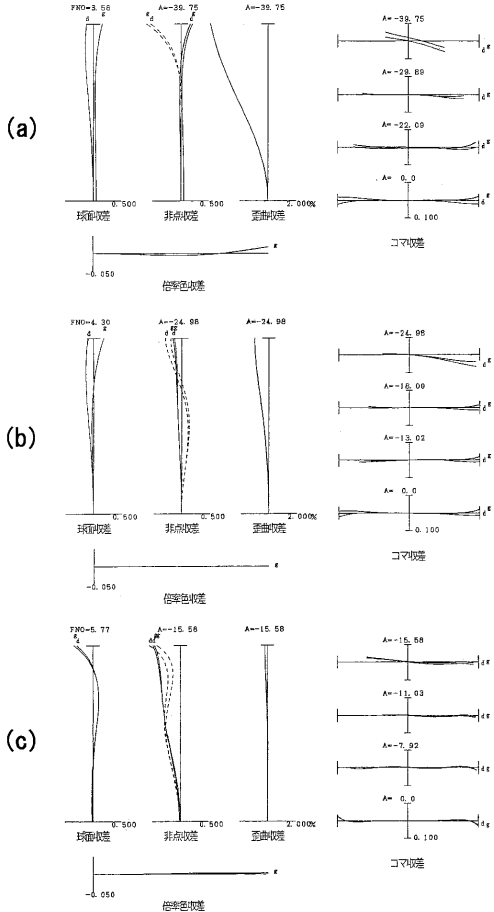 (a)
FNO=3.58 A=-39.75 A=-39.75
d g g d d g
0.500 0.500 2.000%
球面収差 非点収差 歪曲収差
g
-0.050
倍率色収差
A=-39.75
d g
A=-29.89
d g
A=-22.09
d g
A= 0.0
d g
0.100
コマ収差
(b)
FNO=4.30 A=-24.98 A=-24.98
d g d d g g
0.500 0.500 2.000%
球面収差 非点収差 歪曲収差
g
-0.050
倍率色収差
A=-24.98
d g
A=-18.09
d g
A=-13.02
d g
A= 0.0
d g
0.100
コマ収差
(c)
FNO=5.77 A=-15.58 A=-15.58
g d d d g g
0.500 0.500 2.000%
球面収差 非点収差 歪曲収差
g
-0.050
倍率色収差
A=-15.58
d g
A=-11.03
d g
A=-7.92
d g
A= 0.0
d g
0.100
コマ収差